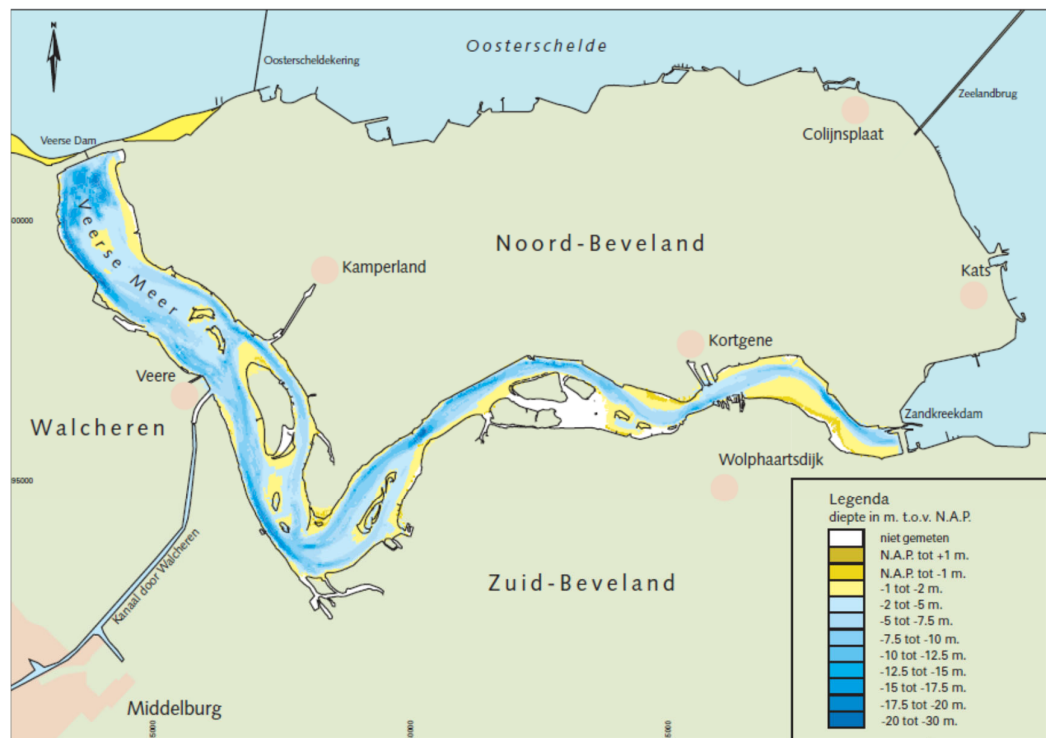 N
Oosterschelde
Oosterscheldekering
Zeelandbrug
Colijnsplaat
Veerse Dam
Veerse Meer
00000
Noord-Beveland
Kamperland
Kats
Kortgene
Veere
Walcheren
Zandkreekdam
Wolphaartsdijk
95000
Kanaal door Walcheren
Zuid-Beveland
Middelburg
Legenda
diepte in m. t.o.v. N.A.P.
niet gemeten
N.A.P. tot +1 m.
N.A.P. tot -1 m.
-1 tot -2 m.
-2 tot -5 m.
-5 tot -7.5 m.
-7.5 tot -10 m.
-10 tot -12.5 m.
-12.5 tot -15 m.
-15 tot -17.5 m.
-17.5 tot -20 m.
-20 tot -30 m.